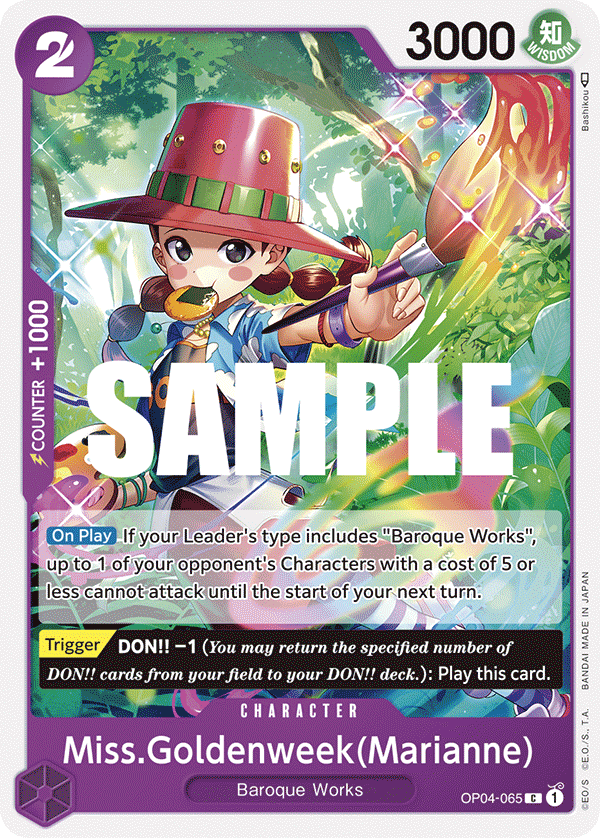 2
3000
知
WISDOM
Bashikou
COUNTER +1000
SAMPLE
On Play If your Leader's type includes "Baroque Works",
up to 1 of your opponent's Characters with a cost of 5 or
less cannot attack until the start of your next turn.
Trigger DON!! −1 (You may return the specified number of
DON!! cards from your field to your DON!! deck.): Play this card.
CHARACTER
Miss.Goldenweek(Marianne)
Baroque Works
OP04-065 C 1
©EO/S ©E.O./S., T.A. BANDAI MADE IN JAPAN